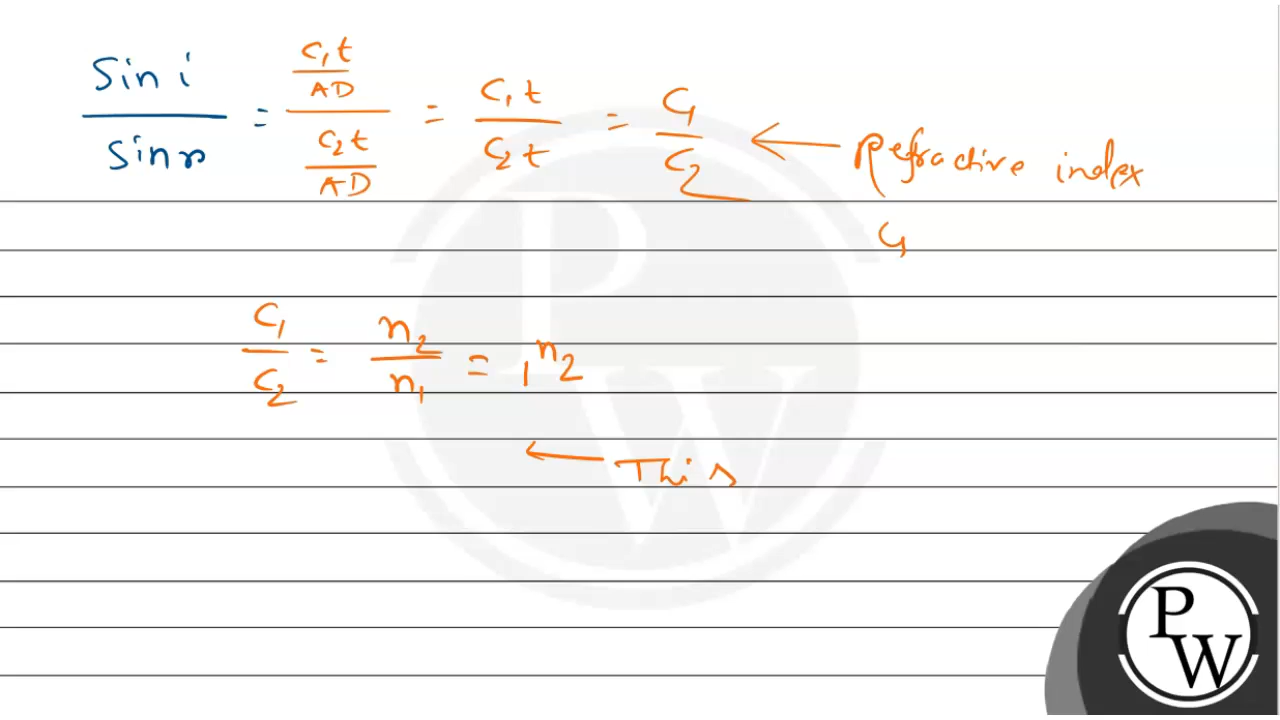 sin i / sin r = (c₁t / AD) / (c₂t / AD) = c₁t / c₂t = c₁ / c₂ ← Refractive index
c₁
c₁ / c₂ = n₂ / n₁ = ₁n₂
← This
PW
PW